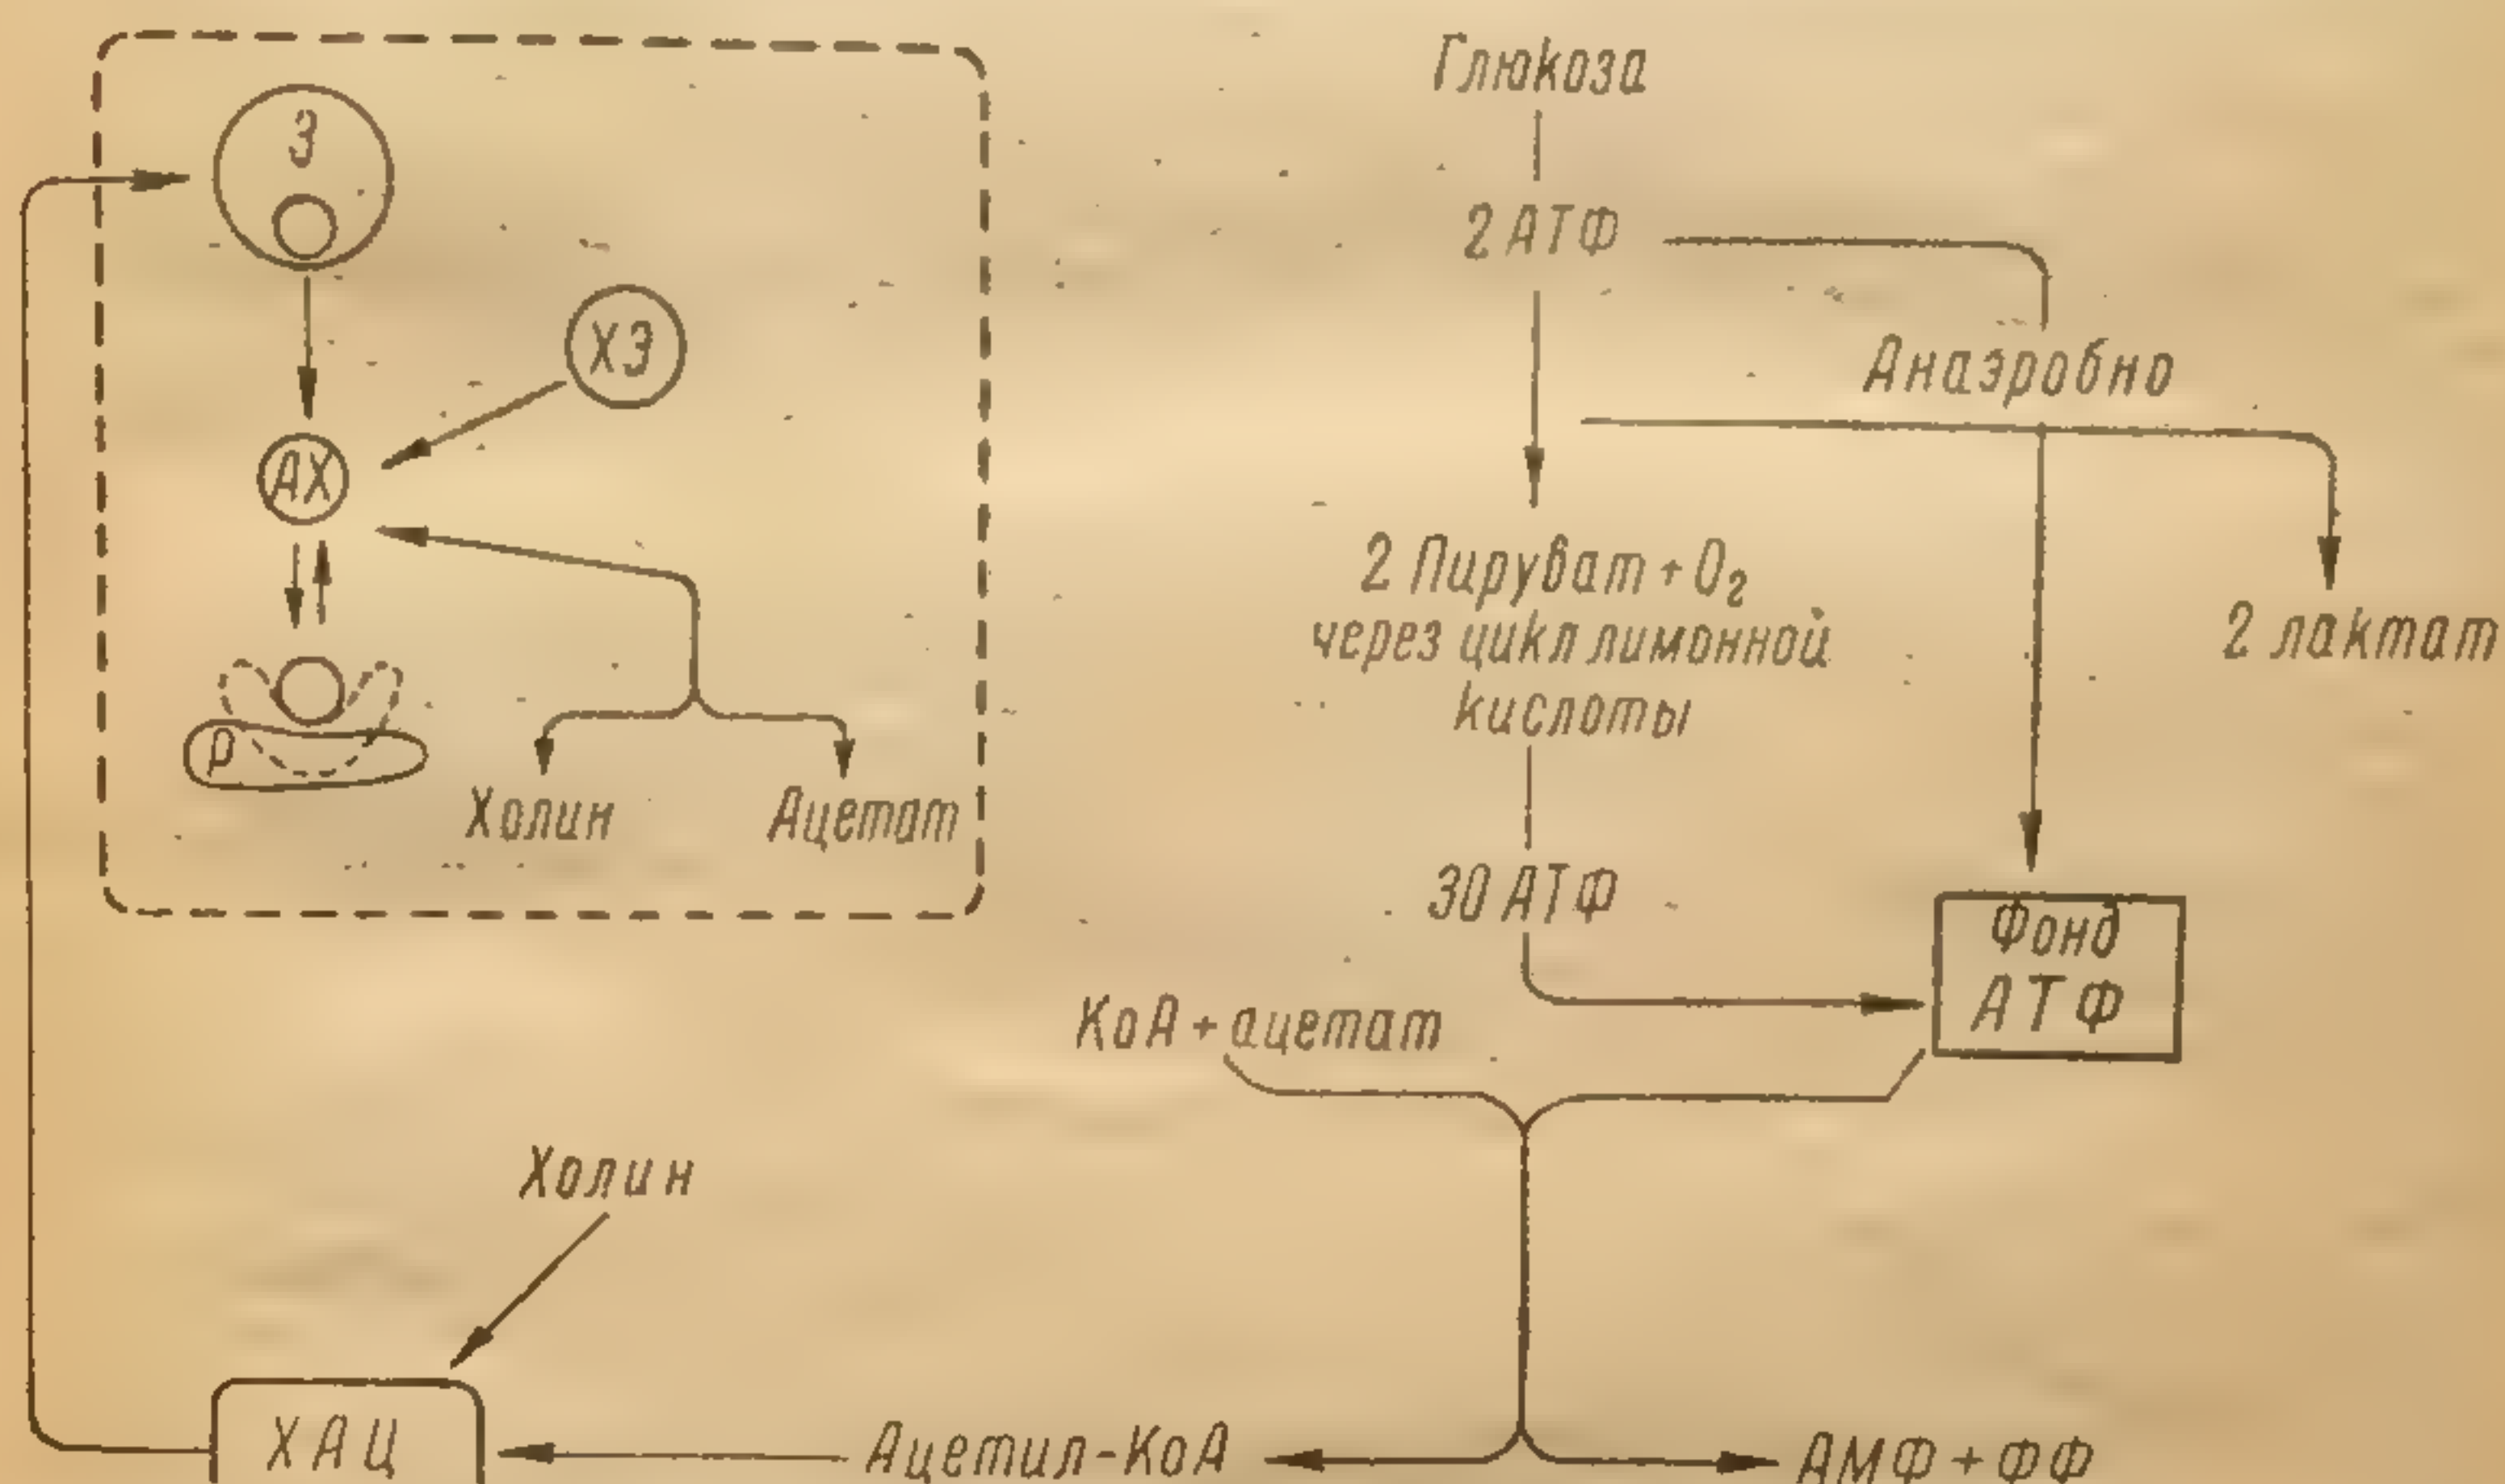 З
ХЭ
АХ
Р
Холин
Ацетат
Глюкоза
2 АТФ
Анаэробно
2 Пируват + О2
через цикл лимонной
кислоты
2 лактат
30 АТФ
Фонд
АТФ
КоА + ацетат
Холин
ХАЦ
Ацетил-КоА
АМФ + ФФ